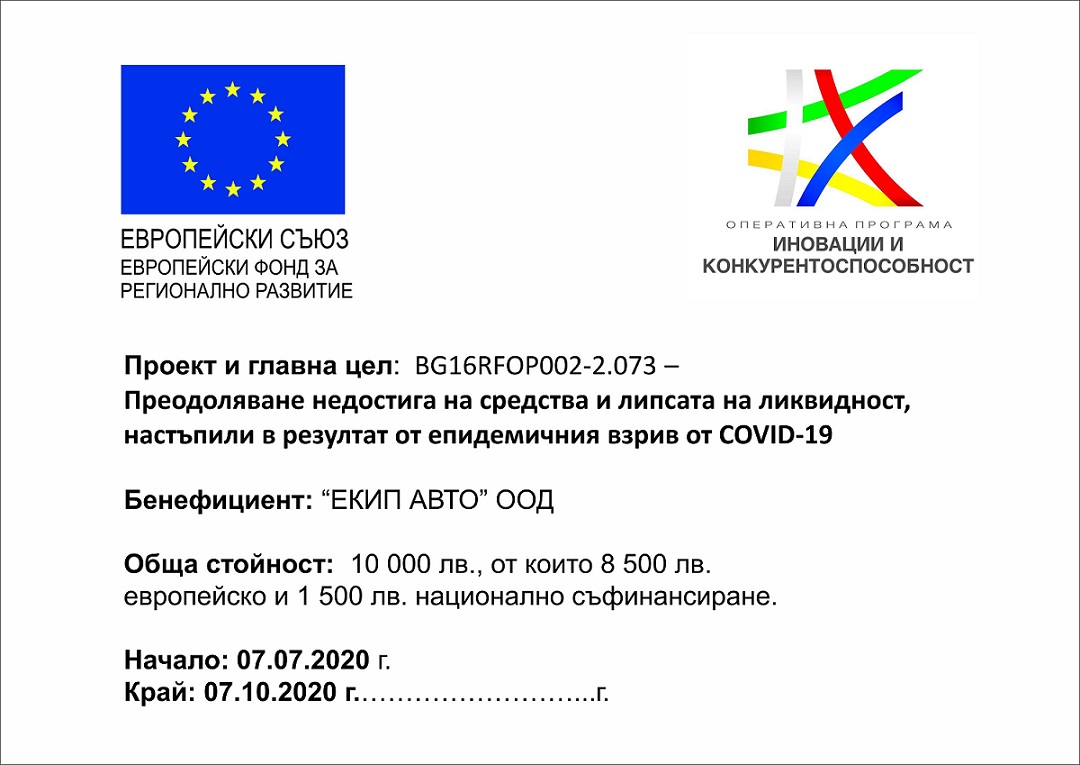 ЕВРОПЕЙСКИ СЪЮЗ
ЕВРОПЕЙСКИ ФОНД ЗА
РЕГИОНАЛНО РАЗВИТИЕ
ОПЕРАТИВНА ПРОГРАМА
ИНОВАЦИИ И
КОНКУРЕНТОСПОСОБНОСТ
Проект и главна цел: BG16RFOP002-2.073 –
Преодоляване недостига на средства и липсата на ликвидност,
настъпили в резултат от епидемичния взрив от COVID-19
Бенефициент: “ЕКИП АВТО” ООД
Обща стойност: 10 000 лв., от които 8 500 лв.
европейско и 1 500 лв. национално съфинансиране.
Начало: 07.07.2020 г.
Край: 07.10.2020 г.………………………...г.